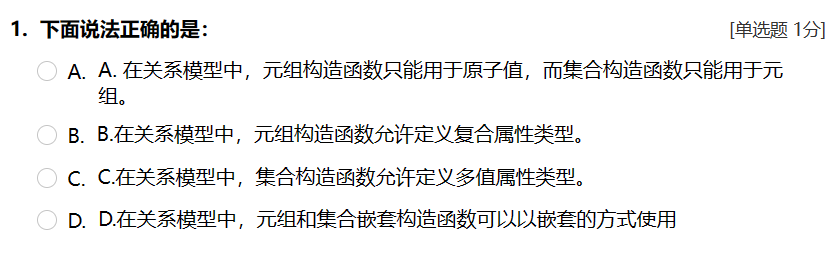 1. 下面说法正确的是： [单选题 1分]
A. A. 在关系模型中，元组构造函数只能用于原子值，而集合构造函数只能用于元
组。
B. B.在关系模型中，元组构造函数允许定义复合属性类型。
C. C.在关系模型中，集合构造函数允许定义多值属性类型。
D. D.在关系模型中，元组和集合嵌套构造函数可以以嵌套的方式使用